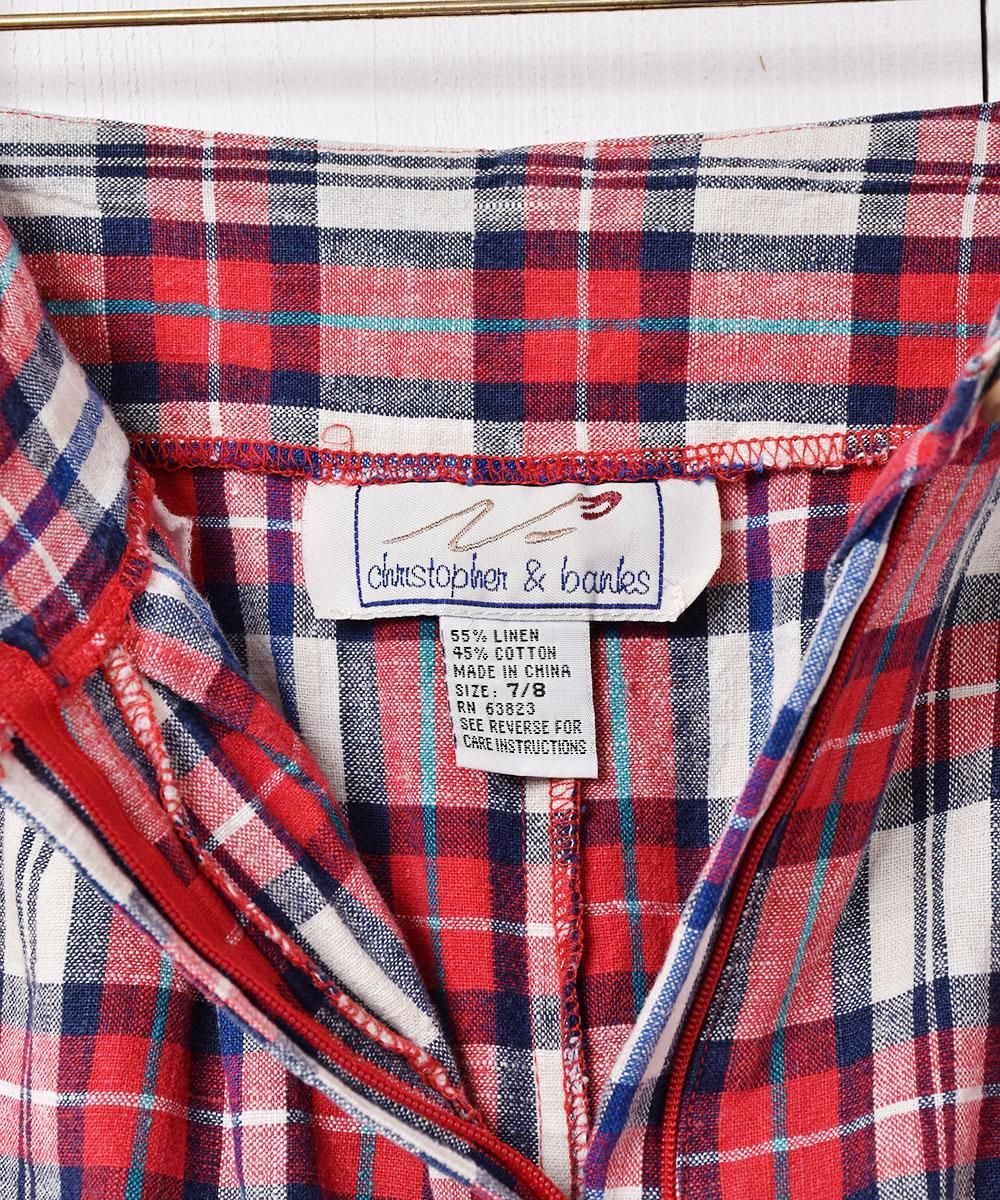 christopher & banks
55% LINEN
45% COTTON
MADE IN CHINA
SIZE: 7/8
RN 63823
SEE REVERSE FOR
CARE INSTRUCTIONS